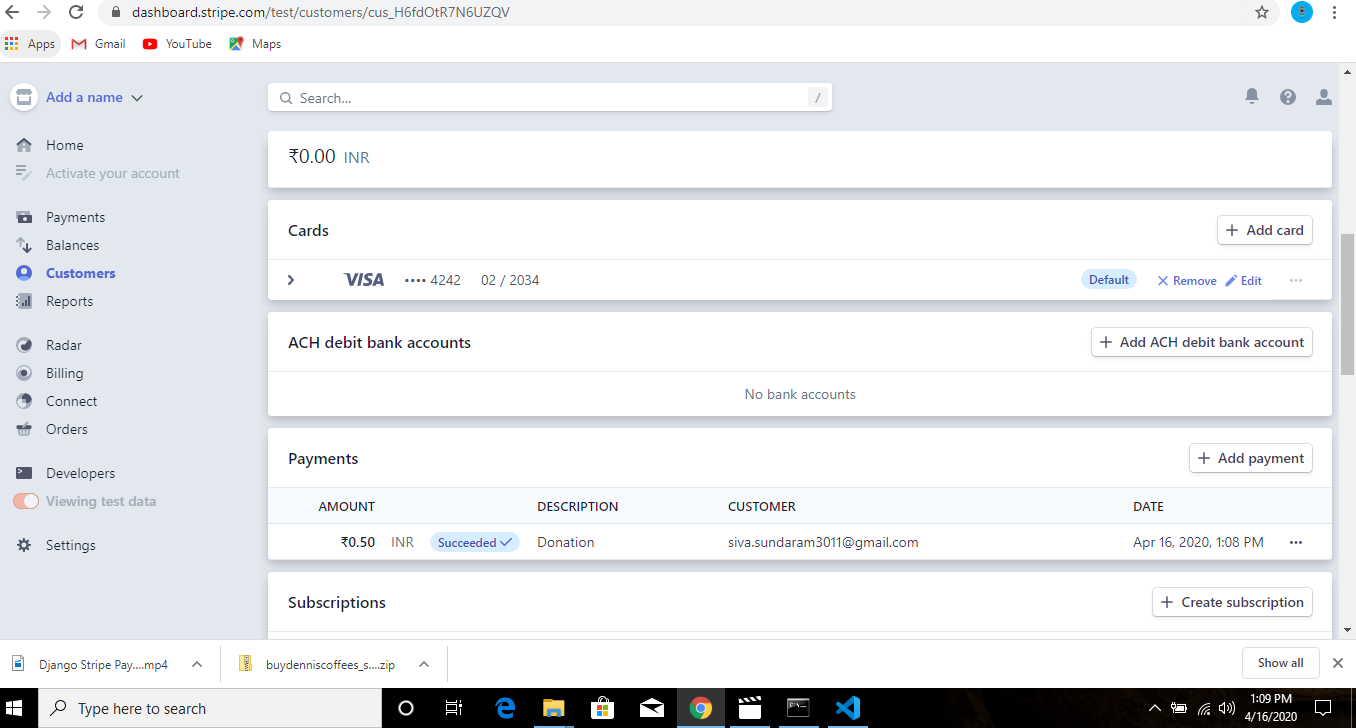 dashboard.stripe.com/test/customers/cus_H6fdOtR7N6UZQV
Apps Gmail YouTube Maps
Add a name Search... /
Home
Activate your account
Payments
Balances
Customers
Reports
Radar
Billing
Connect
Orders
Developers
Viewing test data
Settings
₹0.00 INR
Cards + Add card
VISA •••• 4242 02 / 2034 Default Remove Edit ...
ACH debit bank accounts + Add ACH debit bank account
No bank accounts
Payments + Add payment
AMOUNT DESCRIPTION CUSTOMER DATE
₹0.50 INR Succeeded Donation siva.sundaram3011@gmail.com Apr 16, 2020, 1:08 PM ...
Subscriptions + Create subscription
Django Stripe Pay....mp4 buydenniscoffees_s....zip Show all
Type here to search
1:09 PM
4/16/2020